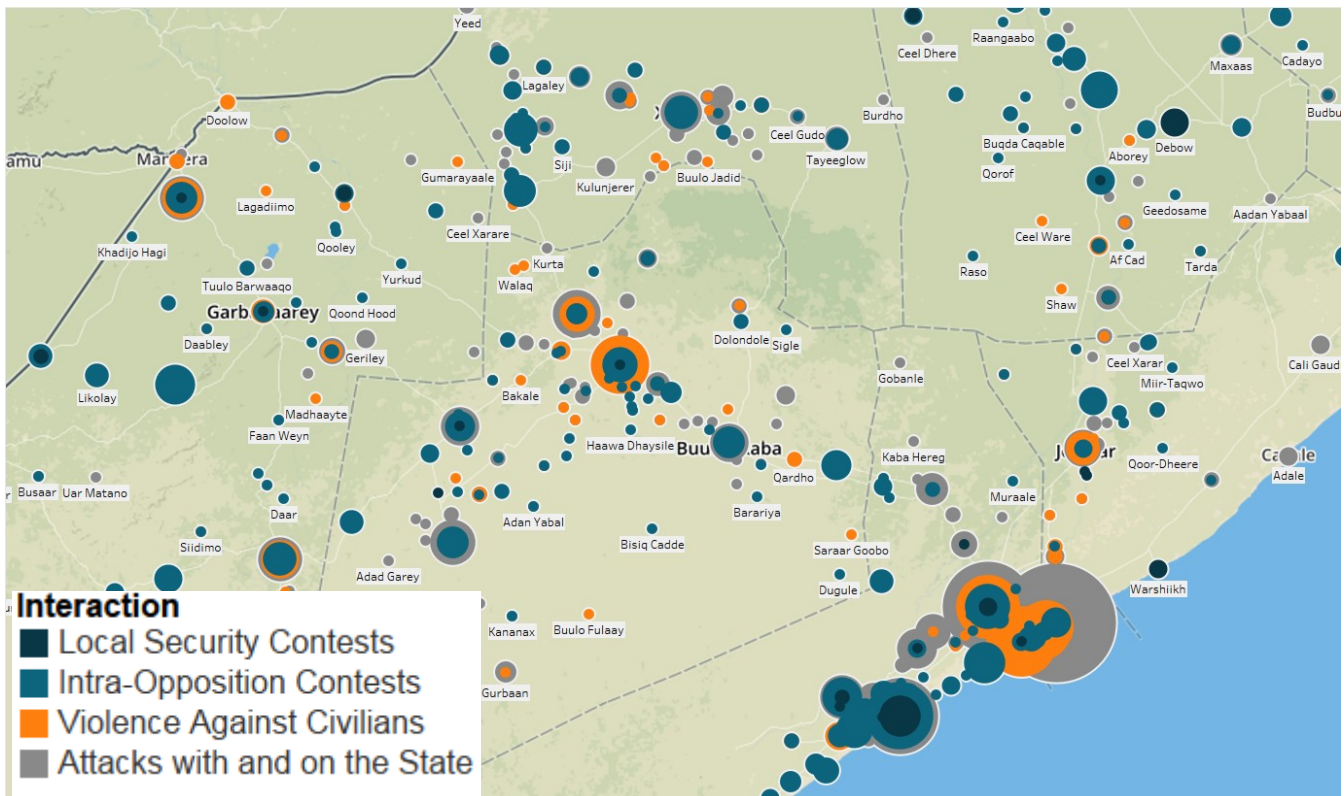 Yeed
Ceel Dhere
Raangaabo
Maxaas
Cadayo
Lagaley
Doolow
Burdho
Budbu
Ceel Gudo
Tayeeglow
Buqda Caqable
Aborey
Debow
amu
Siji
Qorof
Gumarayaale
Kulunjerer
Buulo Jadid
Lagadiimo
Geedosame
Aadan Yabaal
Ceel Xarare
Ceel Ware
Khadijo Hagi
Qooley
Af Cad
Tarda
Kurta
Walaq
Raso
Tuulo Barwaaqo
Yurkud
Shaw
Qoond Hood
Daabley
Dolondole
Sigle
Geriley
Ceel Xarar
Cali Gaud
Gobanle
Miir-Taqwo
Likolay
Bakale
Madhaayte
Faan Weyn
Haawa Dhaysile
Kaba Hereg
Qoor-Dheere
Adale
Busaar
Uar Matano
Qardho
Muraale
Daar
Adan Yabal
Barariya
Siidimo
Bisiq Cadde
Saraar Goobo
Adad Garey
Dugule
Warshiikh
Kananax
Buulo Fulaay
Gurbaan
Interaction
Local Security Contests
Intra-Opposition Contests
Violence Against Civilians
Attacks with and on the State